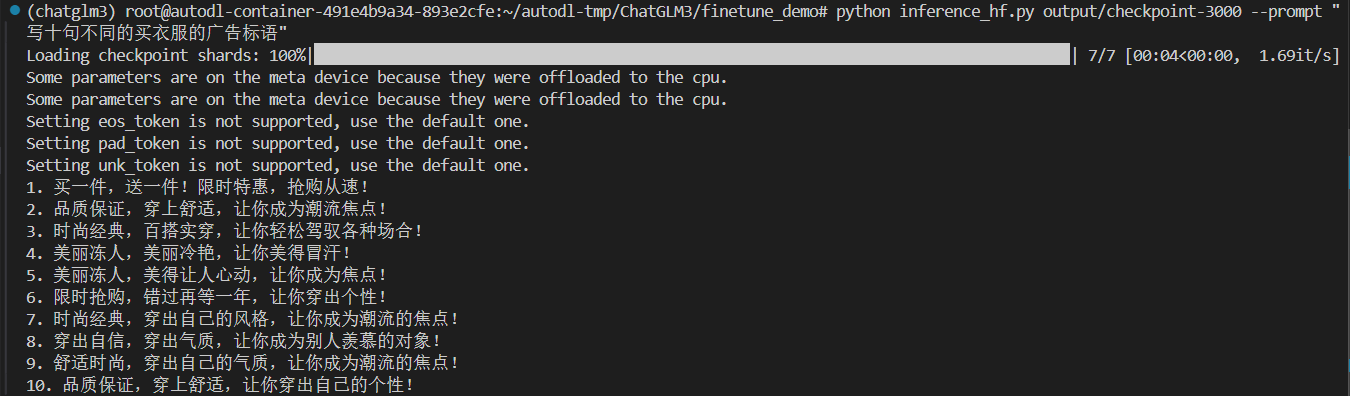 (chatglm3) root@autodl-container-491e4b9a34-893e2cfe:~/autodl-tmp/ChatGLM3/finetune_demo# python inference_hf.py output/checkpoint-3000 --prompt "
写十句不同的买衣服的广告标语"
Loading checkpoint shards: 100%|| 7/7 [00:04<00:00,  1.69it/s]
Some parameters are on the meta device because they were offloaded to the cpu.
Some parameters are on the meta device because they were offloaded to the cpu.
Setting eos_token is not supported, use the default one.
Setting pad_token is not supported, use the default one.
Setting unk_token is not supported, use the default one.
1. 买一件，送一件！限时特惠，抢购从速！
2. 品质保证，穿上舒适，让你成为潮流焦点！
3. 时尚经典，百搭实穿，让你轻松驾驭各种场合！
4. 美丽冻人，美丽冷艳，让你美得冒汗！
5. 美丽冻人，美得让人心动，让你成为焦点！
6. 限时抢购，错过再等一年，让你穿出个性！
7. 时尚经典，穿出自己的风格，让你成为潮流的焦点！
8. 穿出自信，穿出气质，让你成为别人羡慕的对象！
9. 舒适时尚，穿出自己的气质，让你成为潮流的焦点！
10. 品质保证，穿上舒适，让你穿出自己的个性！